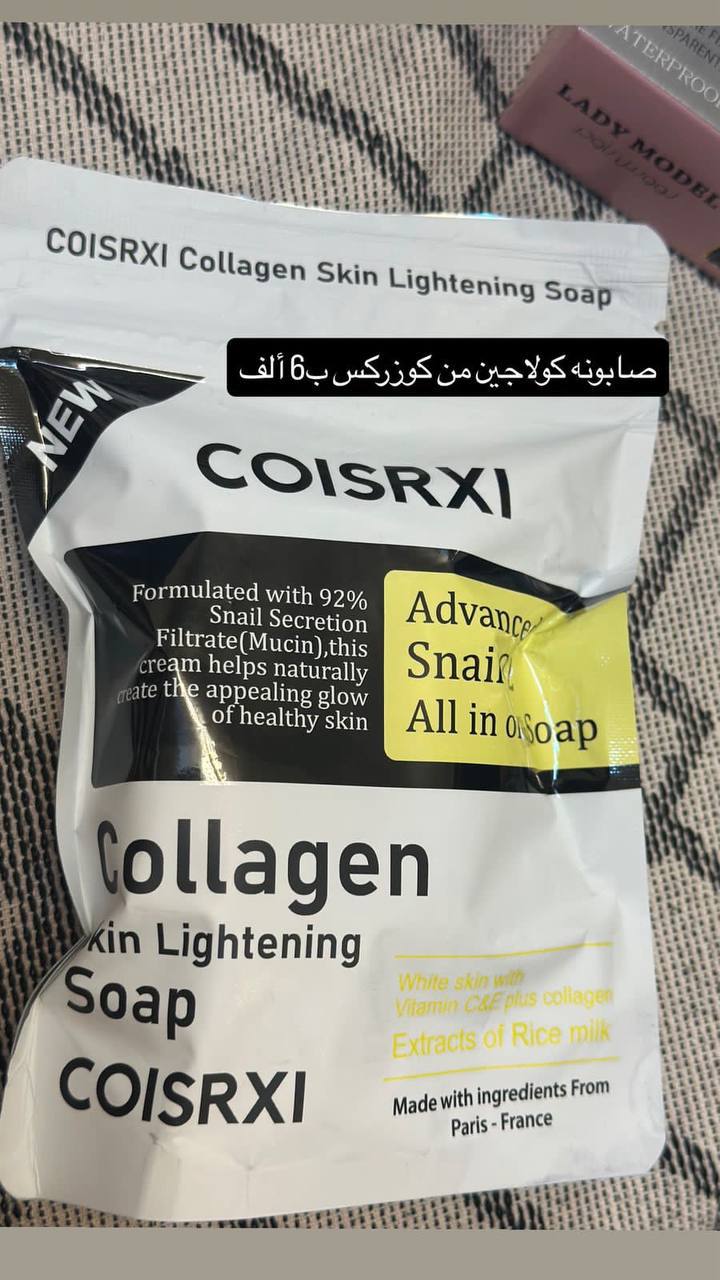 TRANSPARENT
WATERPROO
LADY MODEL
COISRXI Collagen Skin Lightening Soap
صابونه كولاجين من كوزركس ب6 ألف
NEW
COISRXI
Formulated with 92%
Snail Secretion
Filtrate(Mucin),this
cream helps naturally
create the appealing glow
of healthy skin
Advance
Snail
All in o Soap
Collagen
kin Lightening
Soap
COISRXI
White skin with
Vitamin C&E plus collagen
Extracts of Rice milk
Made with ingredients From
Paris - France